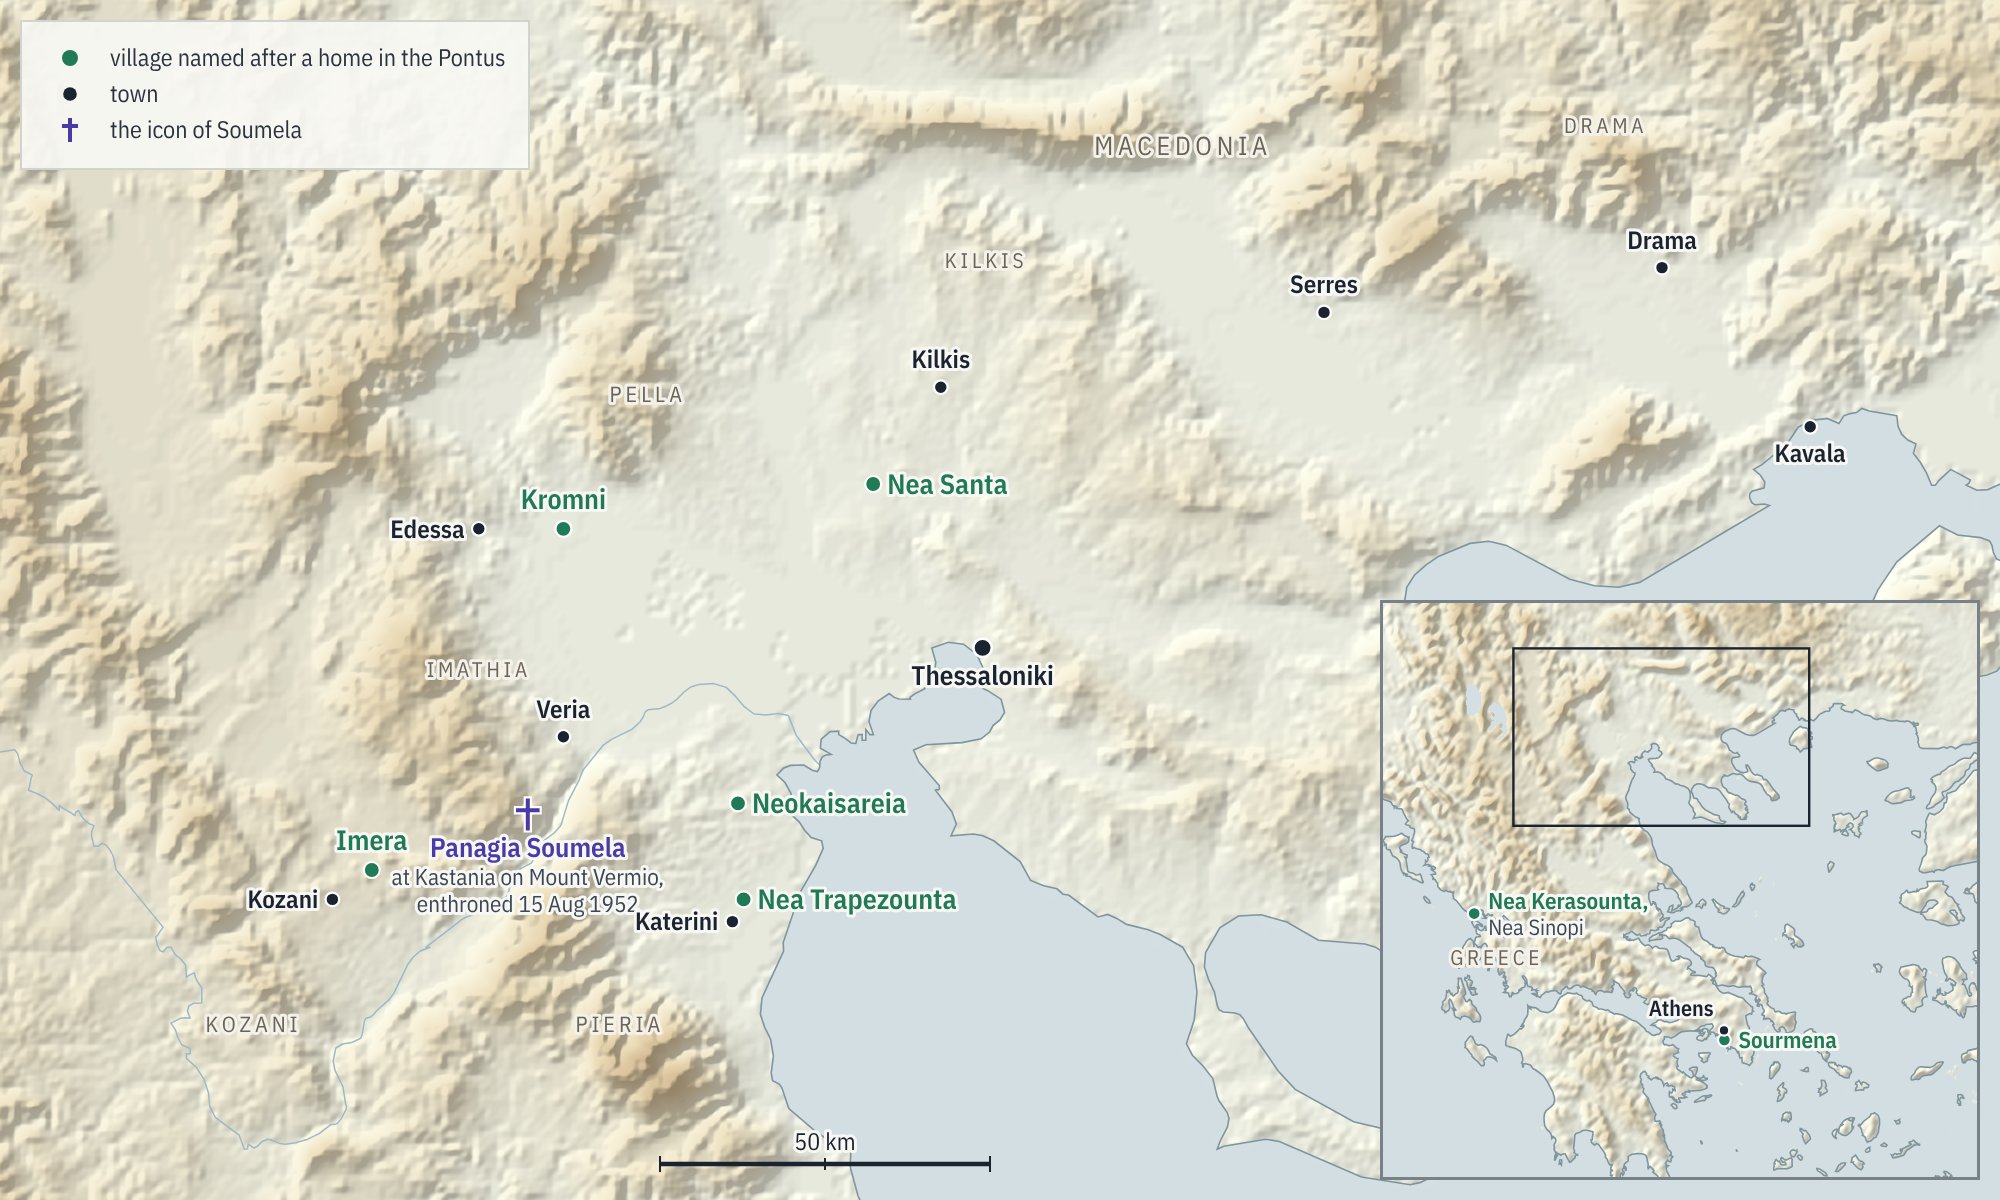 village named after a home in the Pontus
town
the icon of Soumela
MACEDONIA
DRAMA
Drama
KILKIS
Serres
Kilkis
PELLA
Kavala
Nea Santa
Kromni
Edessa
Thessaloniki
IMATHIA
Veria
Neokaisareia
Imera
Panagia Soumela
at Kastania on Mount Vermio,
enthroned 15 Aug 1952
Kozani
Nea Trapezounta
Katerini
KOZANI
PIERIA
50 km
Nea Kerasounta,
Nea Sinopi
GREECE
Athens
Sourmena